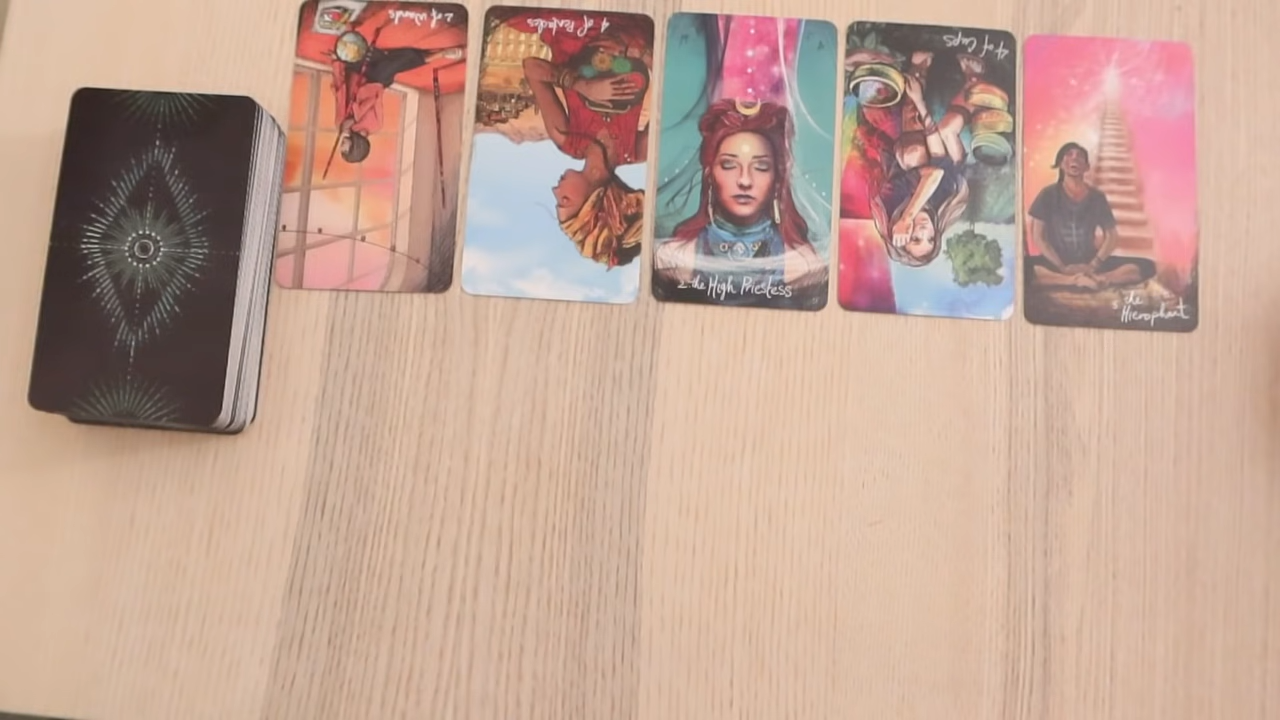 2 of Wands
4 of Pentacles
2 the High Priestess
4 of Cups
5 the
Hierophant